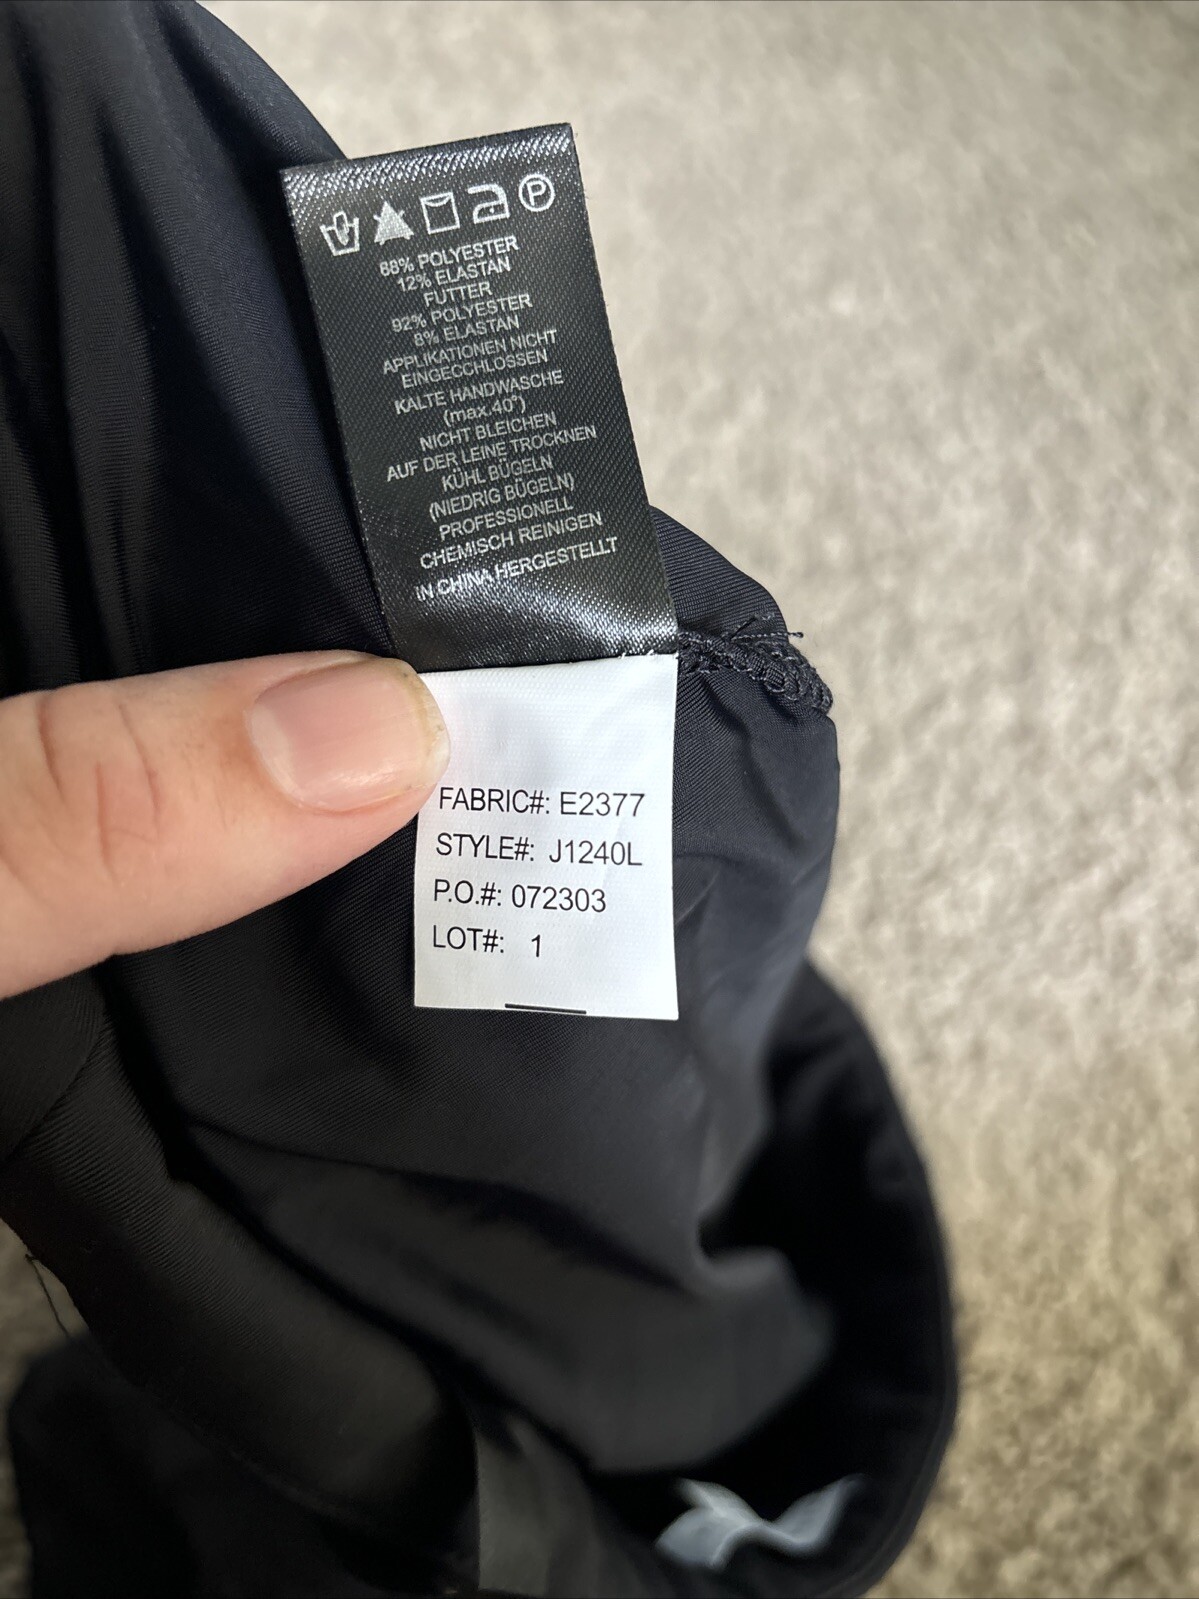 P
88% POLYESTER
12% ELASTAN
FUTTER
92% POLYESTER
8% ELASTAN
APPLIKATIONEN NICHT
EINGECCHLOSSEN
KALTE HANDWASCHE
(max.40°)
NICHT BLEICHEN
AUF DER LEINE TROCKNEN
KÜHL BÜGELN
(NIEDRIG BÜGELN)
PROFESSIONELL
CHEMISCH REINIGEN
IN CHINA HERGESTELLT
FABRIC#: E2377
STYLE#: J1240L
P.O.#: 072303
LOT#: 1